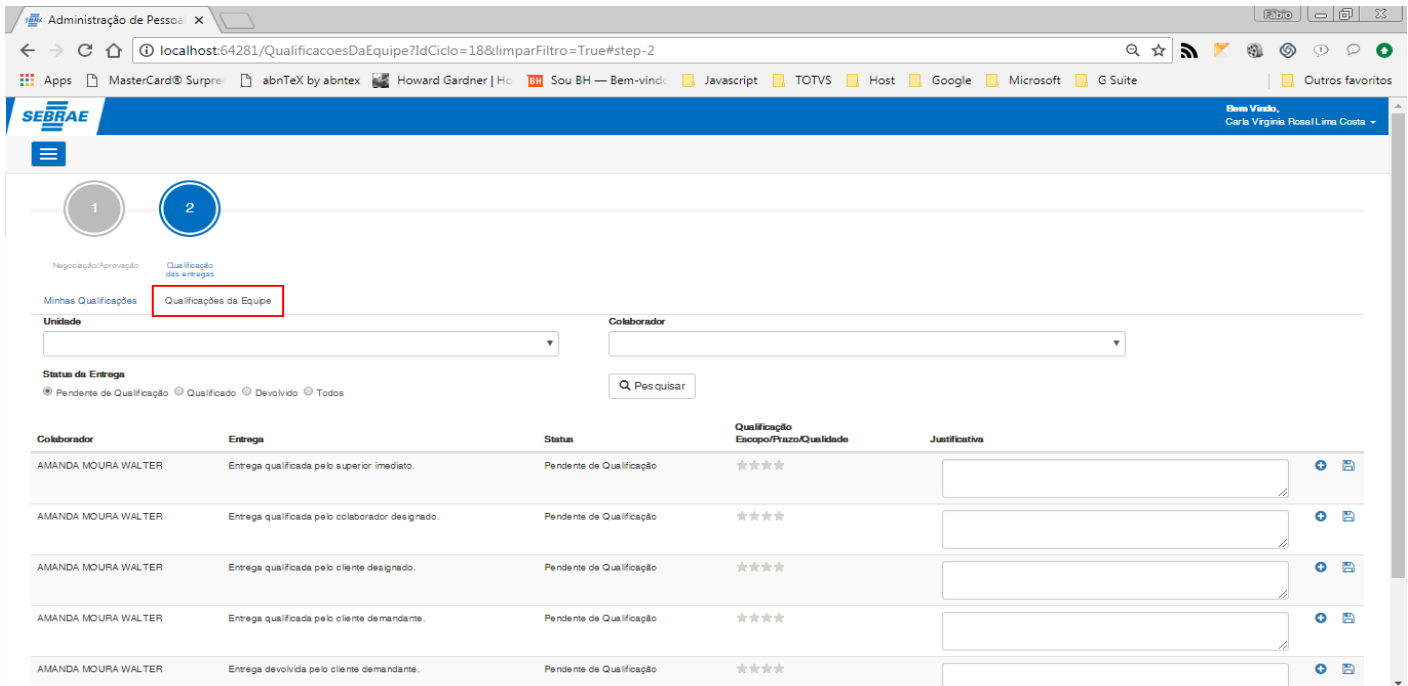 Administração de Pessoal
Fábio
localhost:64281/QualificacoesDaEquipe?IdCiclo=18&limparFiltro=True#step-2
Apps MasterCard® Surpre abnTeX by abntex Howard Gardner | Ho BH Sou BH — Bem-vindo Javascript TOTVS Host Google Microsoft G Suite Outros favoritos
SEBRAE
Bem Vindo,
Carla Virginia Rosal Lima Costa
1 2
Negociação/Aprovação Qualificação
das entregas
Minhas Qualificações Qualificações da Equipe
Unidade Colaborador
Status da Entrega
Pendente de Qualificação Qualificado Devolvido Todos Pesquisar
Colaborador Entrega Status Qualificação
Escopo/Prazo/Qualidade Justificativa
AMANDA MOURA WALTER Entrega qualificada pelo superior imediato. Pendente de Qualificação
AMANDA MOURA WALTER Entrega qualificada pelo colaborador designado. Pendente de Qualificação
AMANDA MOURA WALTER Entrega qualificada pelo cliente designado. Pendente de Qualificação
AMANDA MOURA WALTER Entrega qualificada pelo cliente demandante. Pendente de Qualificação
AMANDA MOURA WALTER Entrega devolvida pelo cliente demandante. Pendente de Qualificação